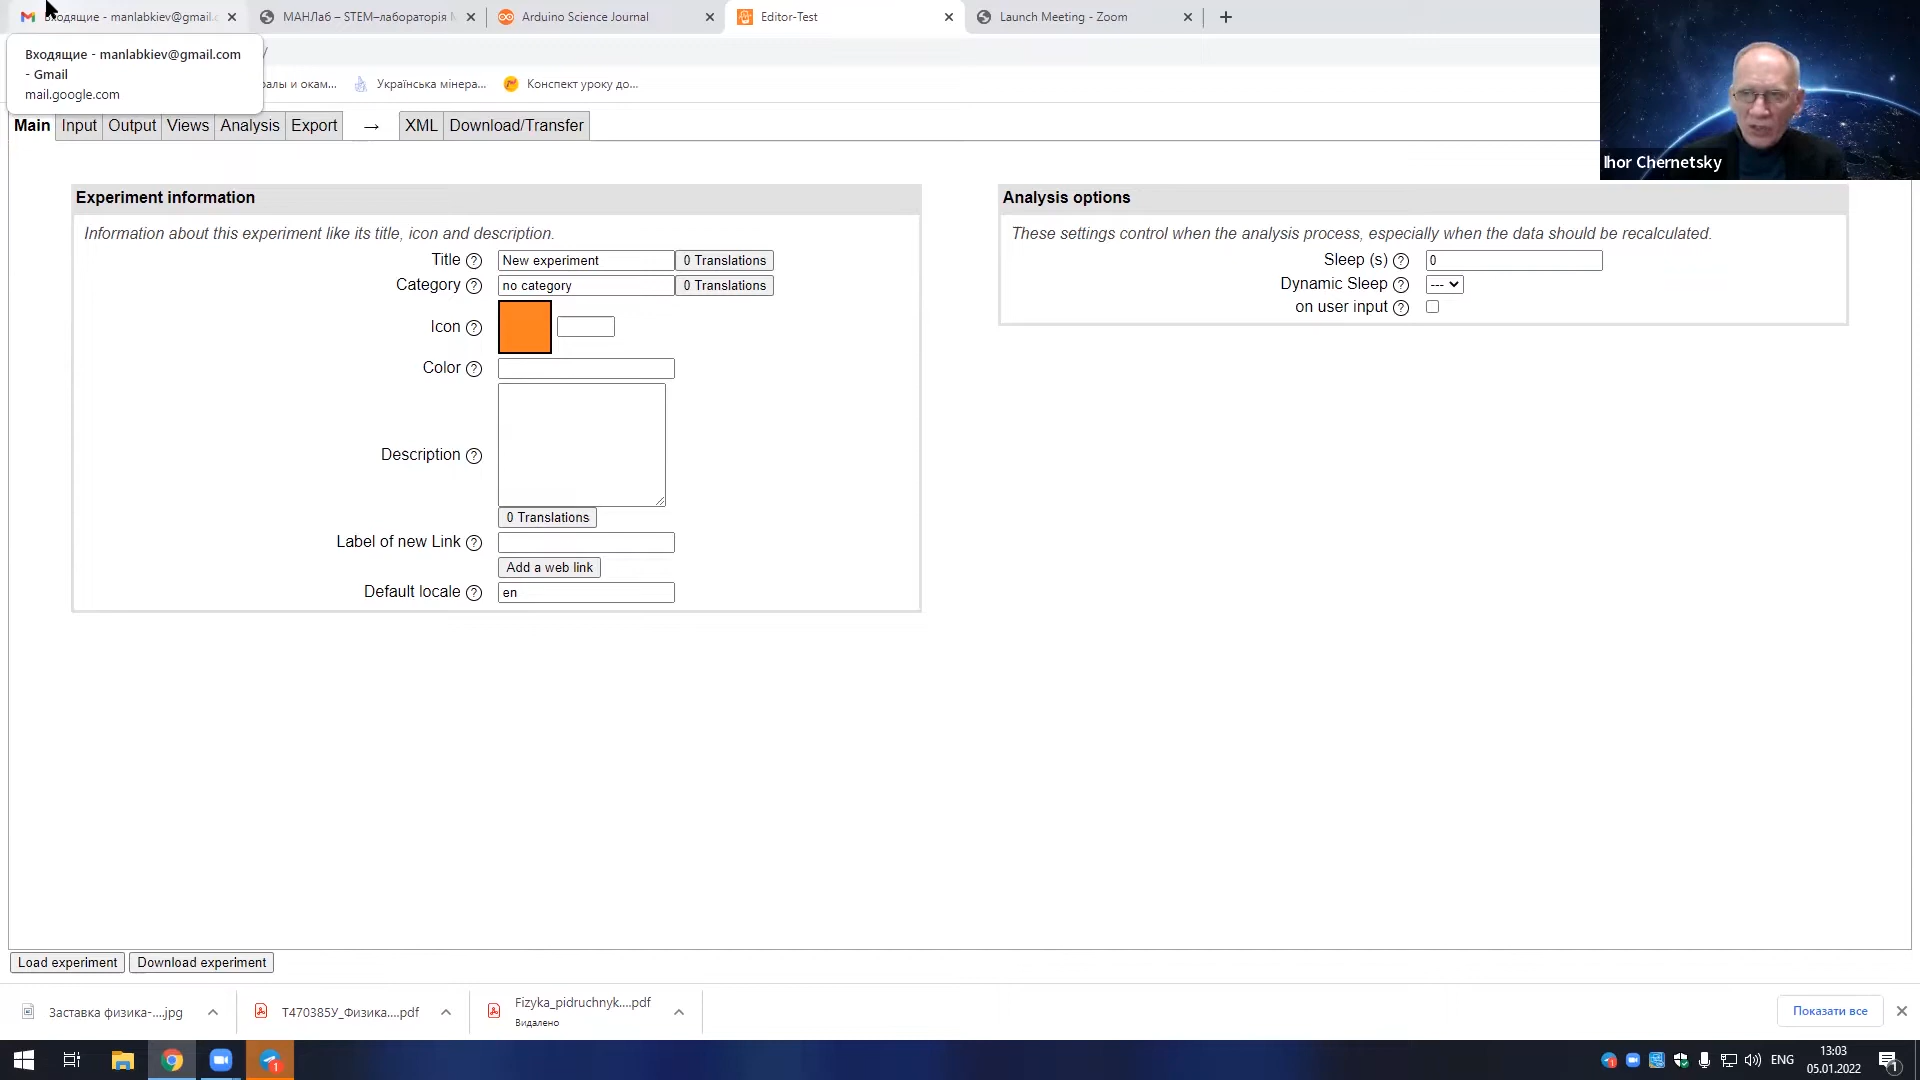 Входящие - manlabkiev@gmail.c
МАНЛаб – STEM–лабораторія М
Arduino Science Journal
Editor-Test
Launch Meeting - Zoom
Входящие - manlabkiev@gmail.com
- Gmail
mail.google.com
/
ралы и окам...
Українська мінера...
Конспект уроку до...
Main
Input
Output
Views
Analysis
Export
→
XML
Download/Transfer
Ihor Chernetsky
Experiment information
Information about this experiment like its title, icon and description.
Title ?
New experiment
0 Translations
Category ?
no category
0 Translations
Icon ?
Color ?
Description ?
0 Translations
Label of new Link ?
Add a web link
Default locale ?
en
Analysis options
These settings control when the analysis process, especially when the data should be recalculated.
Sleep (s) ?
0
Dynamic Sleep ?
---
on user input ?
Load experiment
Download experiment
Заставка физика-....jpg
Т470385У_Физика....pdf
Fizyka_pidruchnyk....pdf
Видалено
Показати все
1
1
ENG
13:03
05.01.2022
1